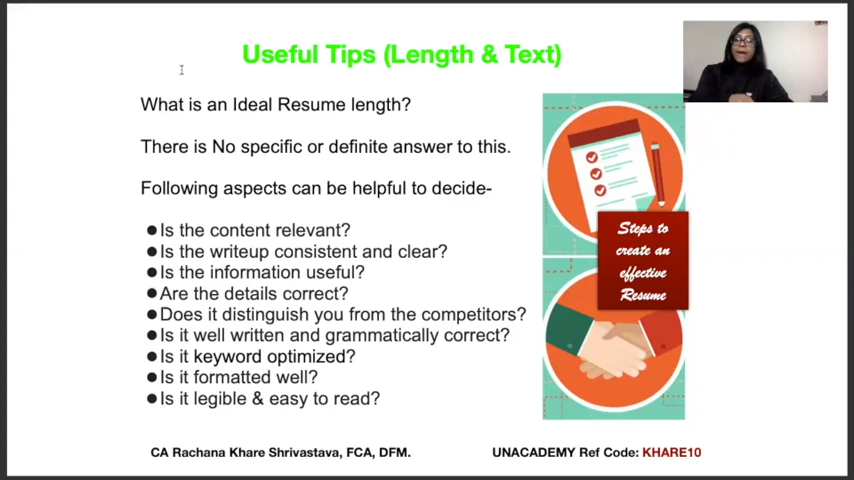 Useful Tips (Length & Text)
What is an Ideal Resume length?
There is No specific or definite answer to this.
Following aspects can be helpful to decide-
●Is the content relevant?
●Is the writeup consistent and clear?
●Is the information useful?
●Are the details correct?
●Does it distinguish you from the competitors?
●Is it well written and grammatically correct?
●Is it keyword optimized?
●Is it formatted well?
●Is it legible & easy to read?
Steps to
create an
effective
Resume
CA Rachana Khare Shrivastava, FCA, DFM.
UNACADEMY Ref Code: KHARE10